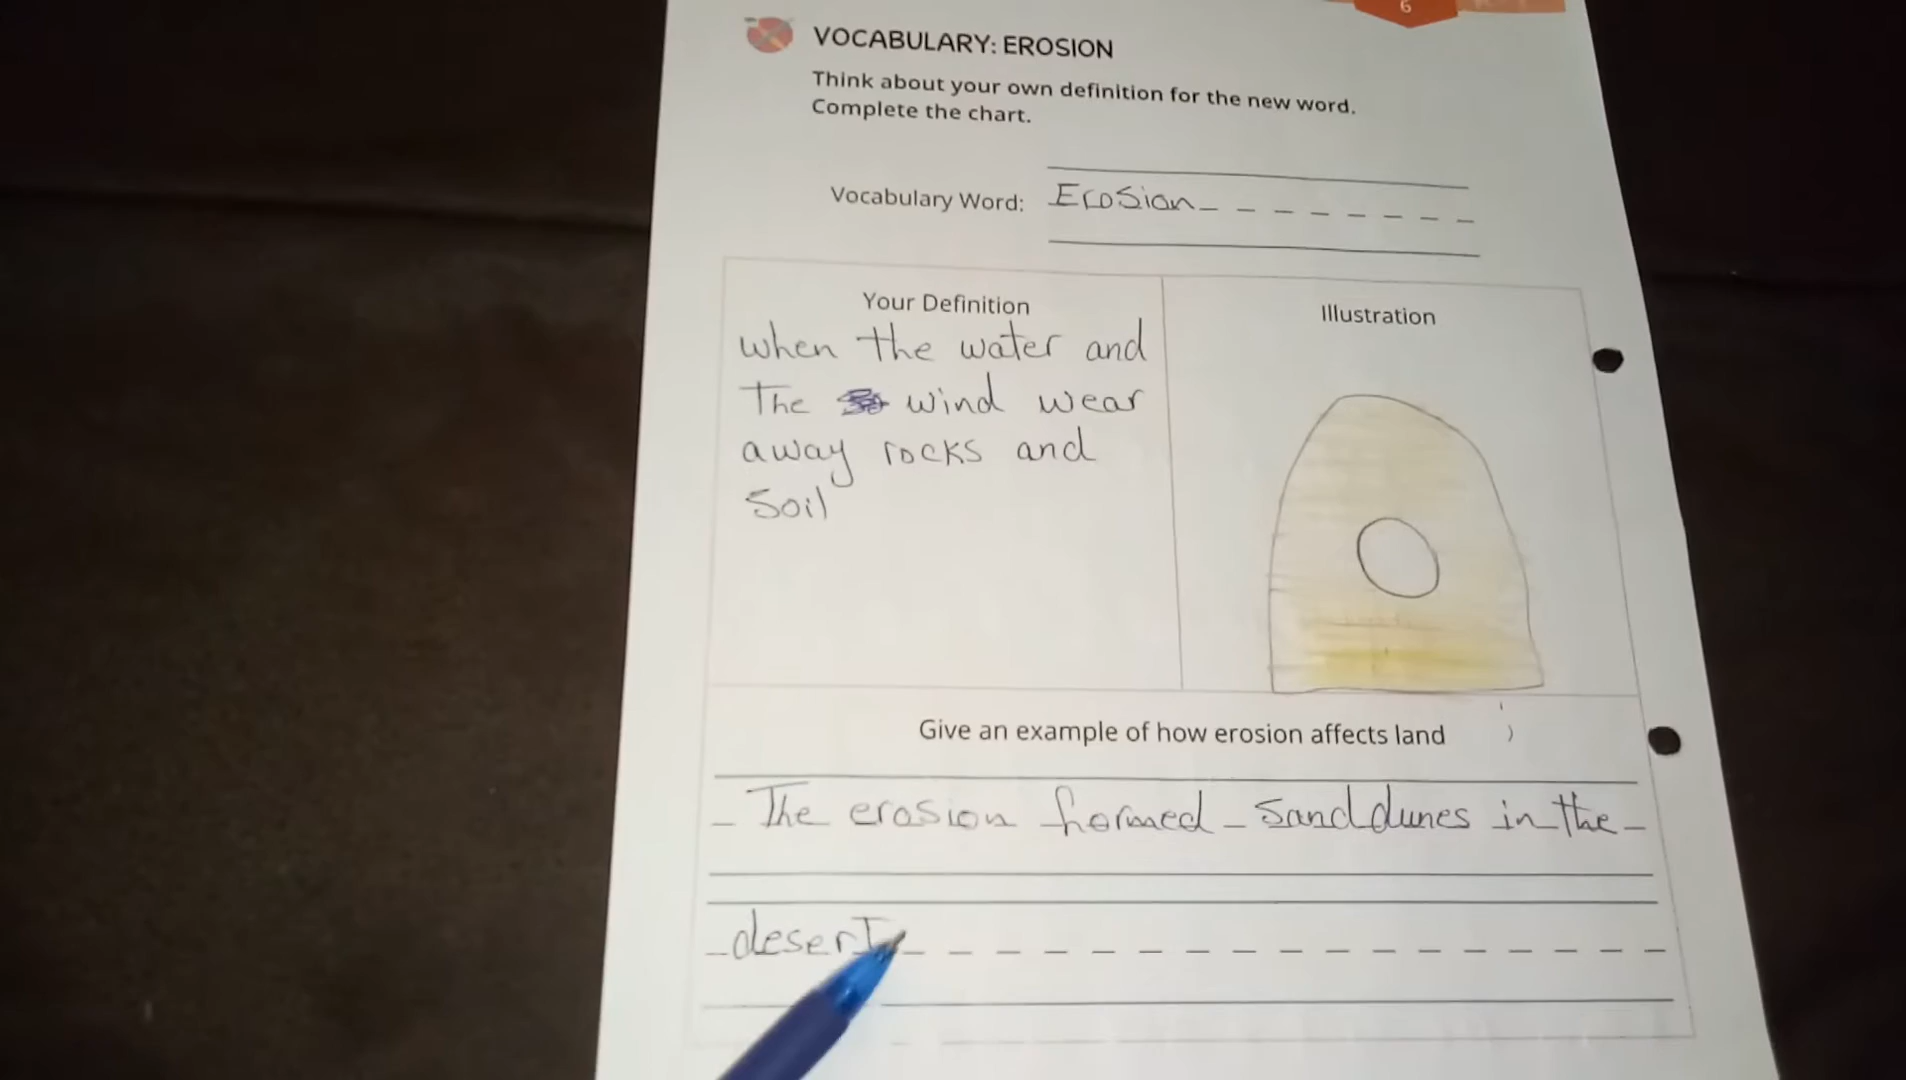 6
VOCABULARY: EROSION
Think about your own definition for the new word.
Complete the chart.
Vocabulary Word: Erosion
Your Definition
when the water and
The wind wear
away rocks and
Soil
Illustration
Give an example of how erosion affects land
The erosion formed sanddunes in the
desert